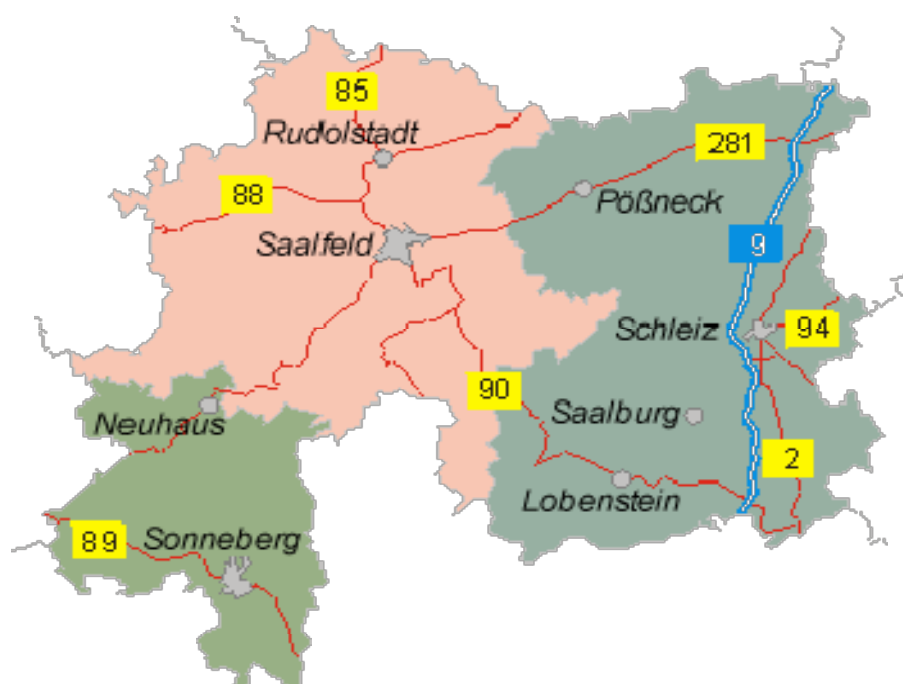 85
Rudolstadt
281
88
Pößneck
Saalfeld
9
Schleiz
94
90
Neuhaus
Saalburg
2
Lobenstein
89
Sonneberg